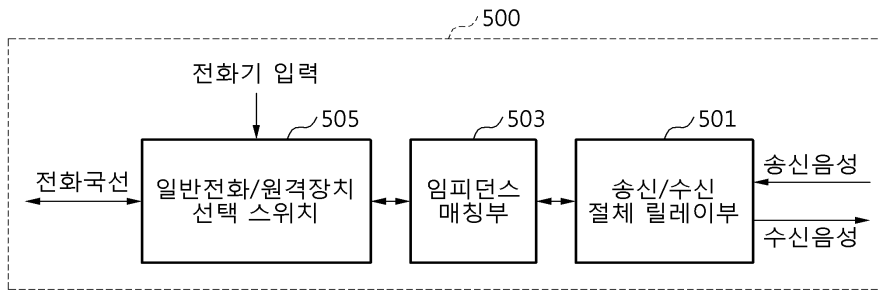 500
전화기 입력
505
503
501
전화국선
일반전화/원격장치
선택 스위치
임피던스
매칭부
송신/수신
절체 릴레이부
송신음성
수신음성